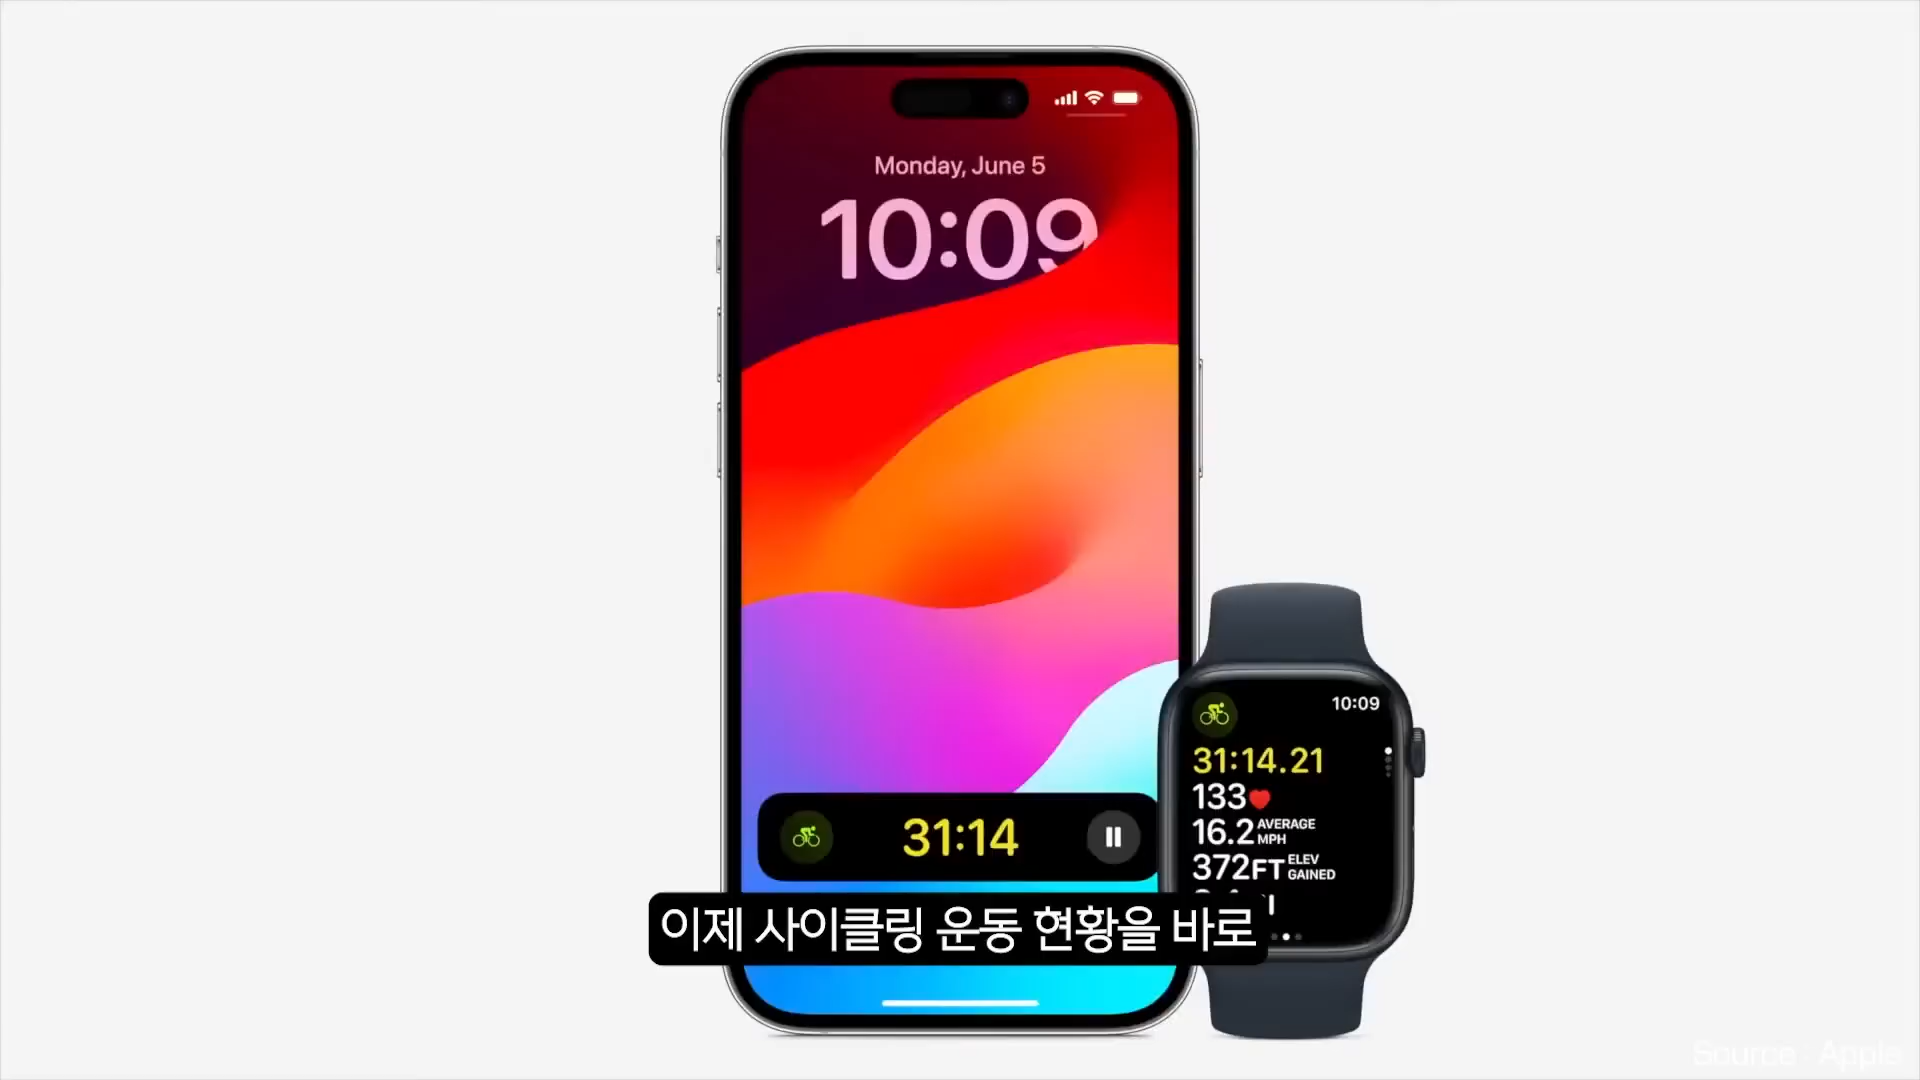 Monday, June 5
10:09
31:14
10:09
31:14.21
133
16.2 AVERAGE MPH
372FT ELEV GAINED
이제 사이클링 운동 현황을 바로
Source : Apple